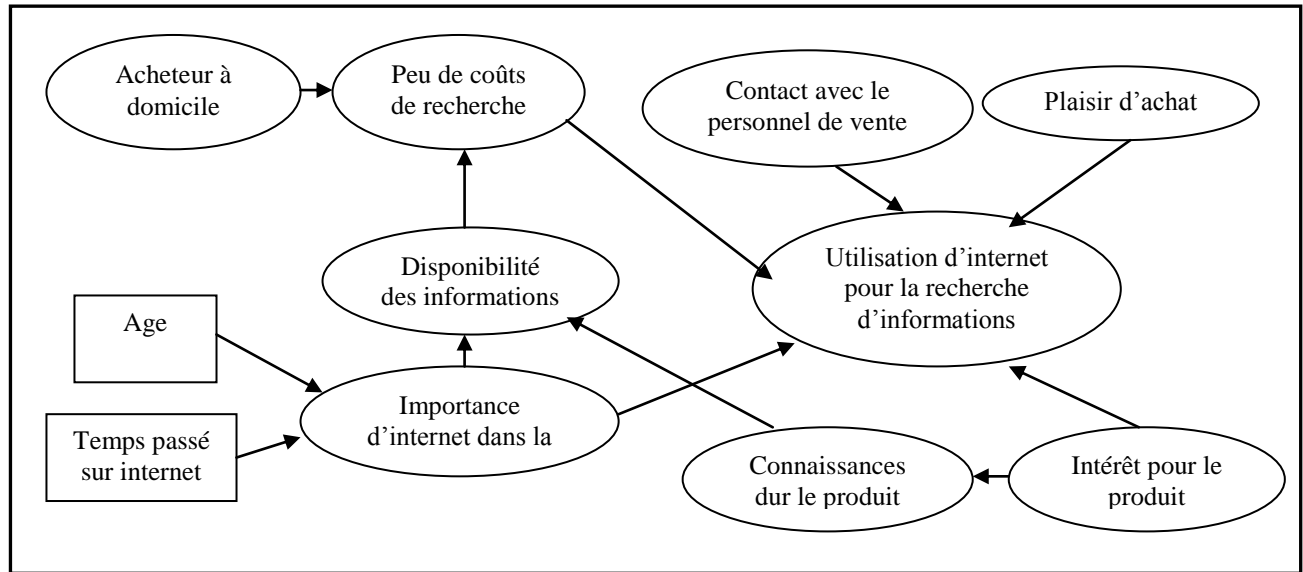 Acheteur à
domicile
Peu de coûts
de recherche
Contact avec le
personnel de vente
Plaisir d’achat
Disponibilité
des informations
Utilisation d’internet
pour la recherche
d’informations
Age
Temps passé
sur internet
Importance
d’internet dans la
Connaissances
dur le produit
Intérêt pour le
produit